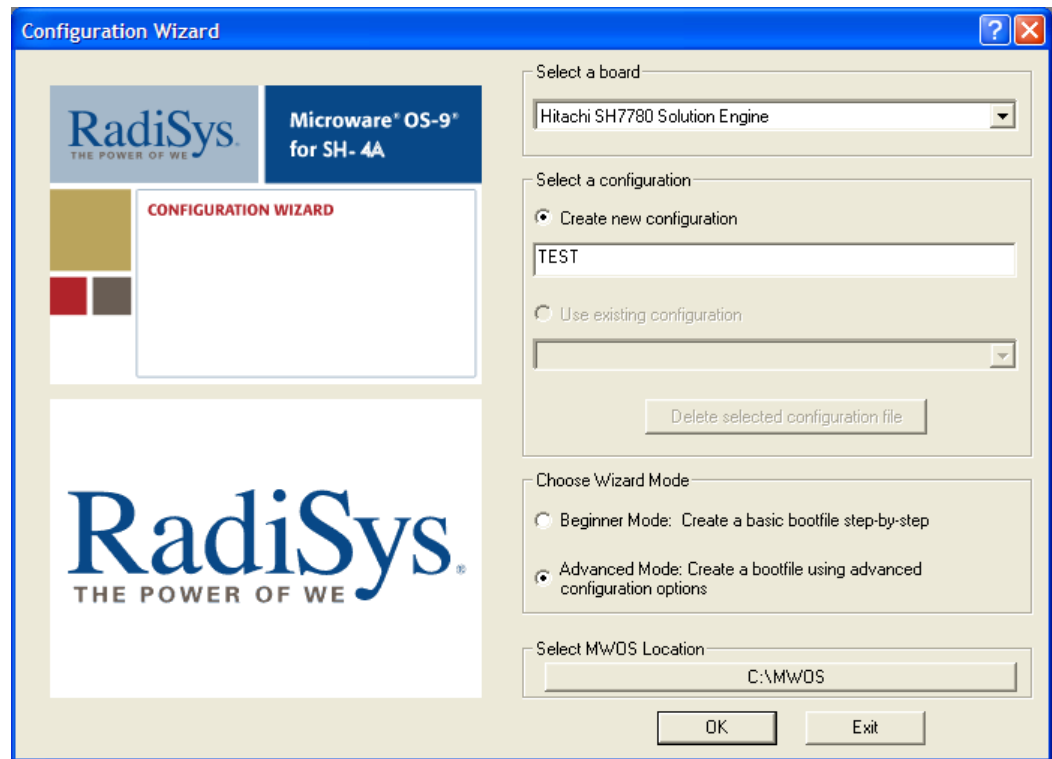 Configuration Wizard
RadiSys.
THE POWER OF WE
Microware® OS-9®
for SH- 4A
CONFIGURATION WIZARD
RadiSys.®
THE POWER OF WE
Select a board
Hitachi SH7780 Solution Engine
Select a configuration
Create new configuration
TEST
Use existing configuration
Delete selected configuration file
Choose Wizard Mode
Beginner Mode: Create a basic bootfile step-by-step
Advanced Mode: Create a bootfile using advanced
configuration options
Select MWOS Location
C:\MWOS
OK
Exit